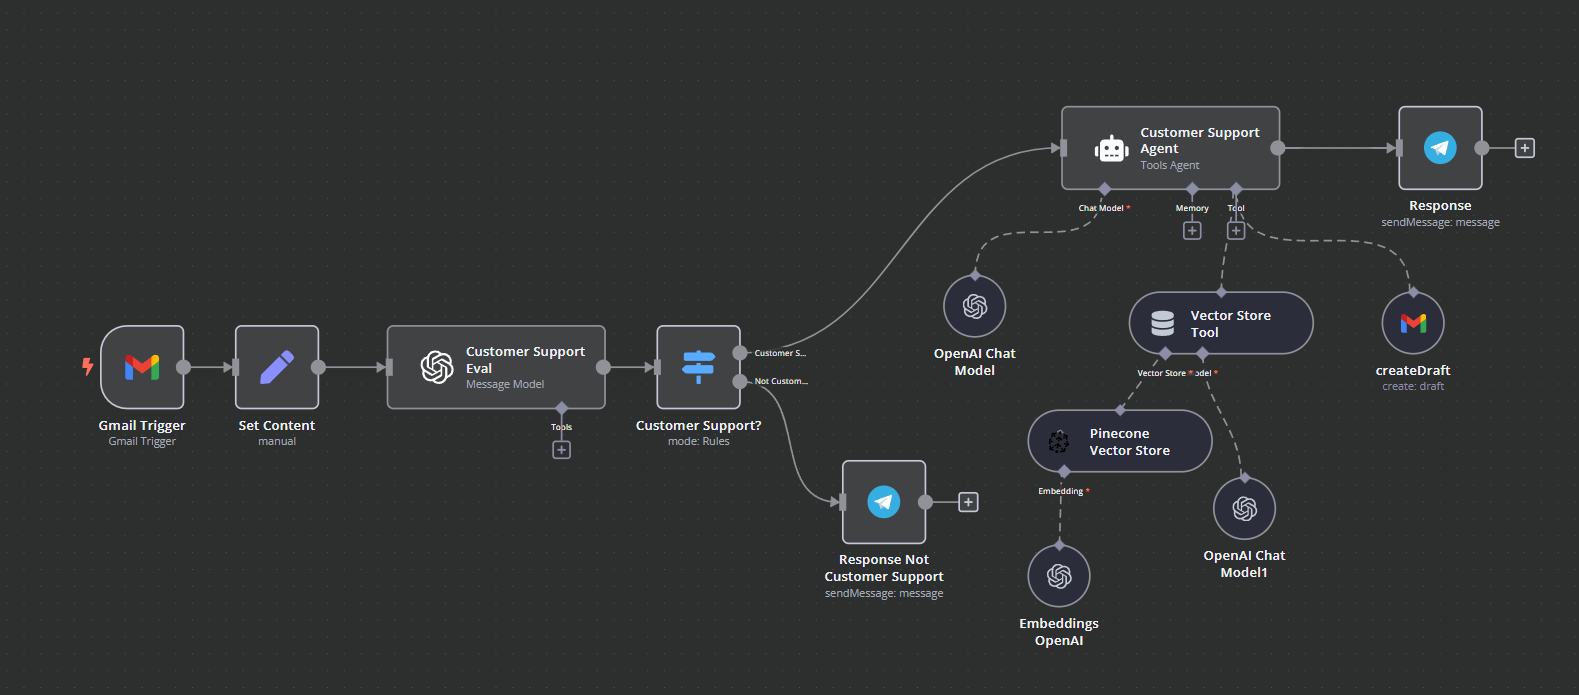 Customer Support
Agent
Tools Agent
Chat Model *
Memory
Tool
Response
sendMessage: message
OpenAI Chat
Model
Vector Store
Tool
Vector Store *
odel *
createDraft
create: draft
Customer Support
Eval
Message Model
Tools
Customer S...
Not Custom...
Gmail Trigger
Gmail Trigger
Set Content
manual
Customer Support?
mode: Rules
Pinecone
Vector Store
Embedding *
Response Not
Customer Support
sendMessage: message
OpenAI Chat
Model1
Embeddings
OpenAI